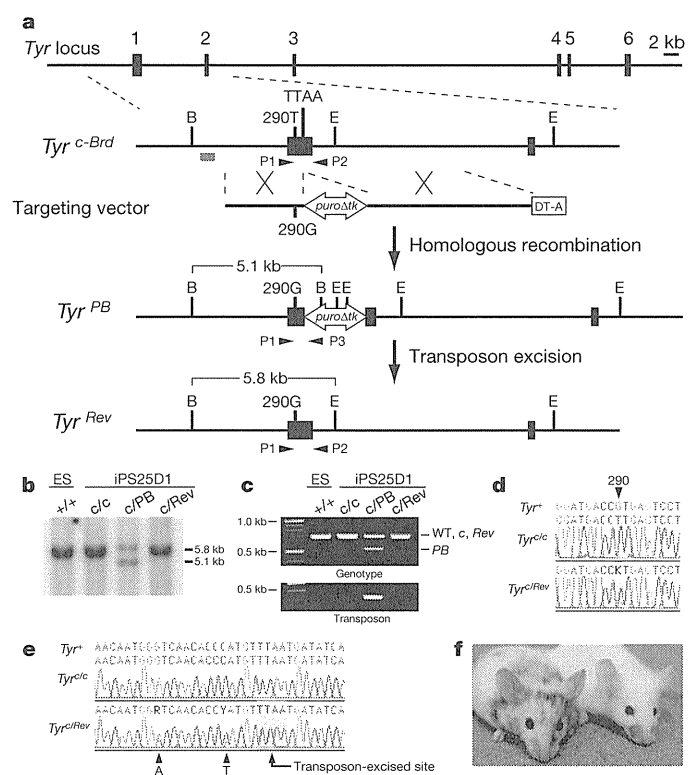 a
1 2 3 4 5 6 2 kb
Tyr locus
TTAA
B 290T E E
Tyr c-Brd
P1 P2
Targeting vector
puroΔtk
DT-A
290G
Homologous recombination
5.1 kb
B 290G B E E E E
Tyr PB
puroΔtk
P1 P3
Transposon excision
5.8 kb
B 290G E E
Tyr Rev
P1 P2
b
ES iPS25D1
+/+ c/c c/PB c/Rev
5.8 kb
5.1 kb
c
ES iPS25D1
+/+ c/c c/PB c/Rev
1.0 kb
WT, c, Rev
0.5 kb
PB
Genotype
0.5 kb
Transposon
d
290
Tyr+
Tyrc/c
Tyrc/Rev
e
Tyr+ AACAATGGGTCAACACCCATGTTTAATGATATCA
AACAATGGGTCAACACCCATGTTTAATGATATCA
Tyrc/c
AACAATGGRTCAACACCYATGTTTAATGATATCA
Tyrc/Rev
A T Transposon-excised site
f